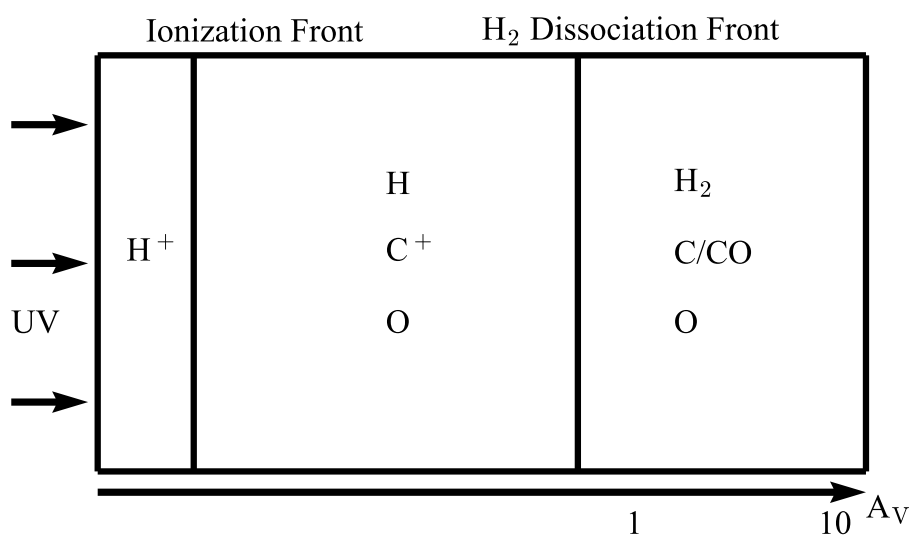 Ionization Front
H₂ Dissociation Front
H⁺
UV
H
C⁺
O
H₂
C/CO
O
1
10
A_V